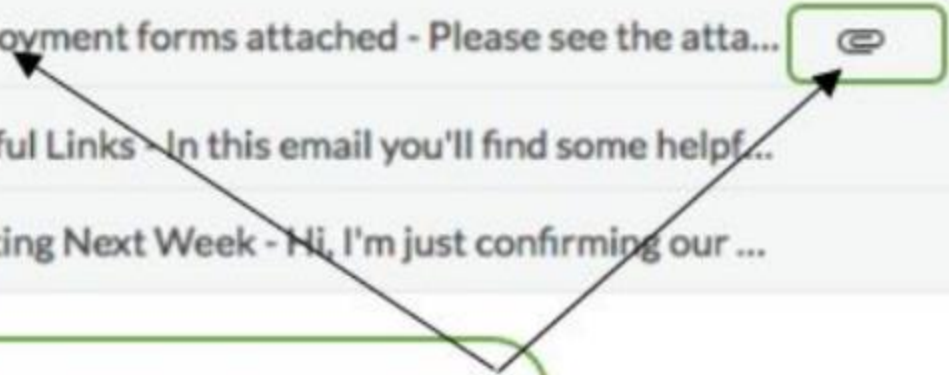 oyment forms attached - Please see the atta...
ful Links - In this email you'll find some helpf...
ing Next Week - Hi, I'm just confirming our ...